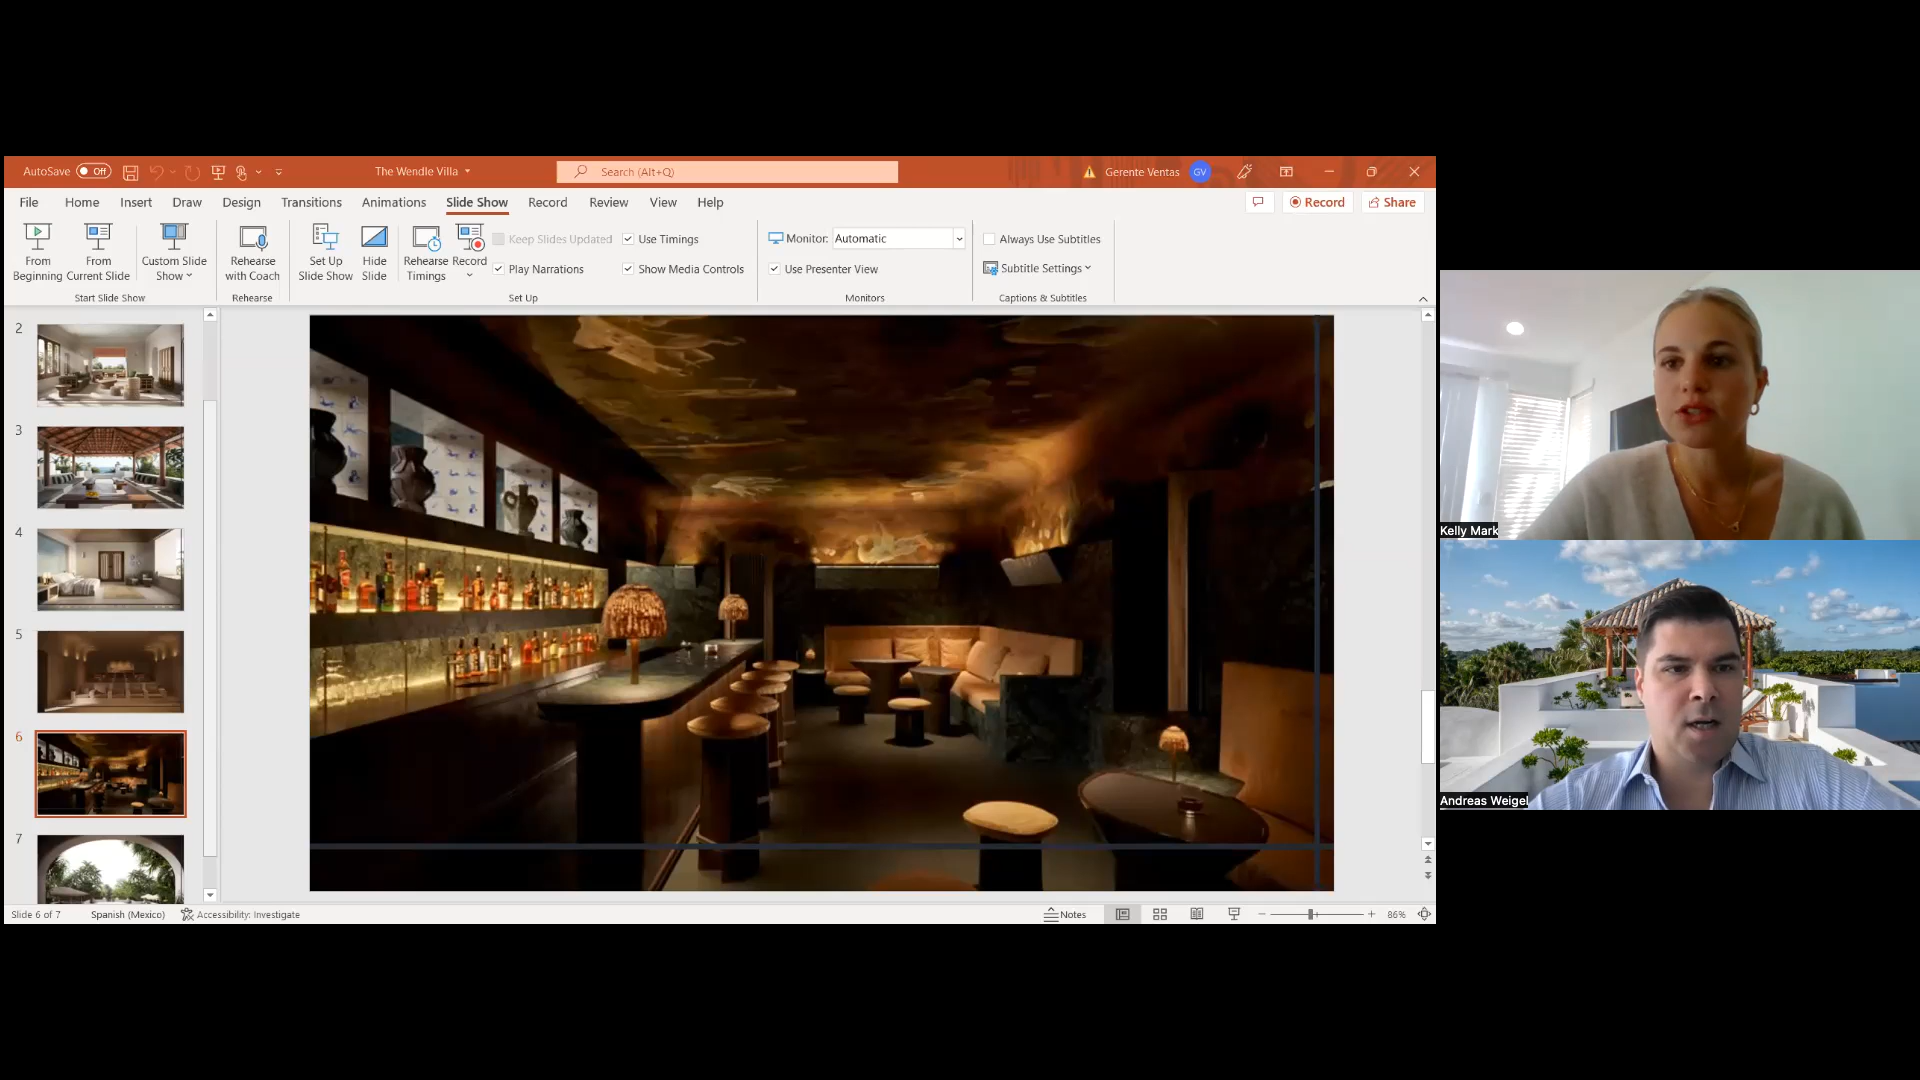 AutoSave Off The Wendle Villa Search (Alt+Q) Gerente Ventas GV
File Home Insert Draw Design Transitions Animations Slide Show Record Review View Help Record Share
From Beginning
From Current Slide
Custom Slide Show
Start Slide Show
Rehearse with Coach
Rehearse
Set Up Slide Show
Hide Slide
Rehearse Timings
Record
Keep Slides Updated
Use Timings
Play Narrations
Show Media Controls
Set Up
Monitor: Automatic
Use Presenter View
Monitors
Always Use Subtitles
Subtitle Settings
Captions & Subtitles
2
3
4
5
6
7
Kelly Mark
Andreas Weigel
Slide 6 of 7 Spanish (Mexico) Accessibility: Investigate Notes 86%